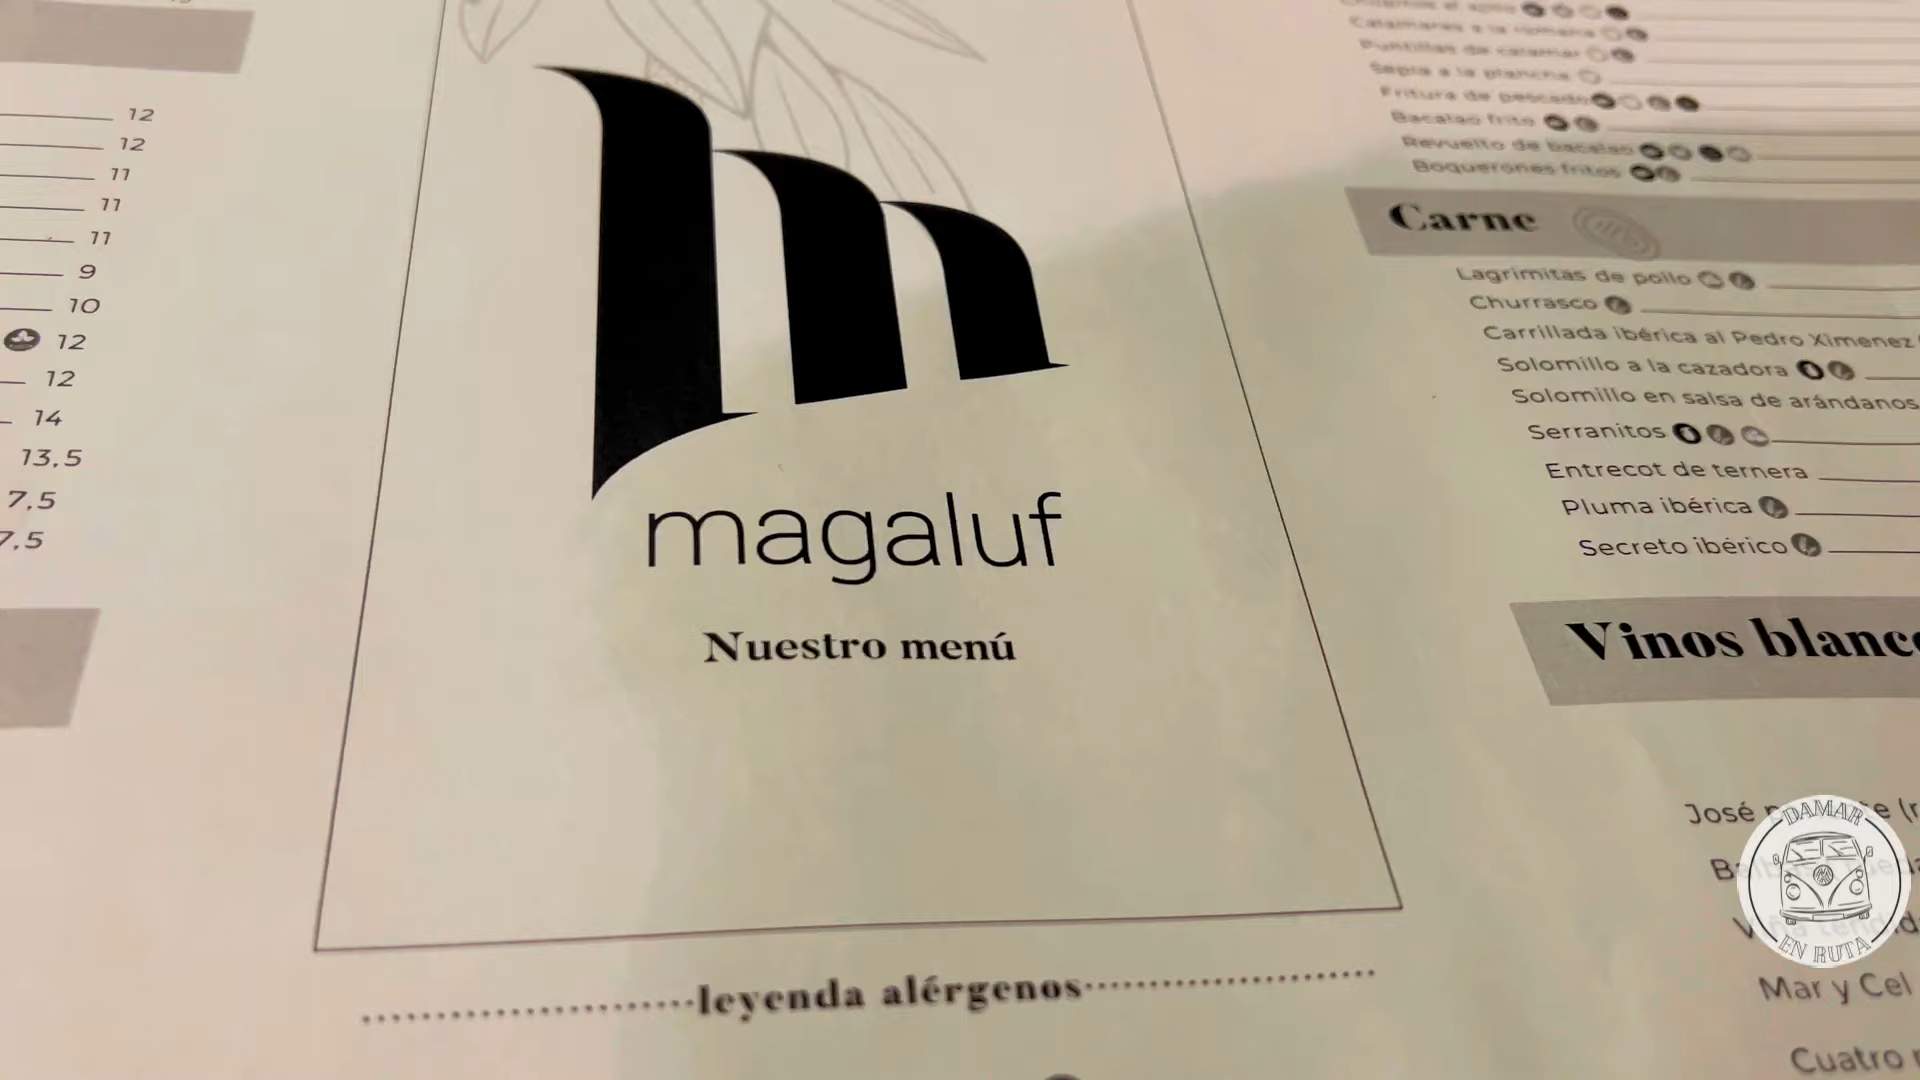 12
12
11
11
11
9
10
12
12
14
13,5
7,5
7,5
magaluf
Nuestro menú
leyenda alérgenos
Calamares a la romana
Puntillas de calamar
Sepia a la plancha
Fritura de pescado
Bacalao frito
Revuelto de bacalao
Boquerones fritos
Carne
Lagrimitas de pollo
Churrasco
Carrillada ibérica al Pedro Ximenez
Solomillo a la cazadora
Solomillo en salsa de arándanos
Serranitos
Entrecot de ternera
Pluma ibérica
Secreto ibérico
Vinos blanco
José
Mar y Cel
Cuatro
DAMAR
EN RUTA